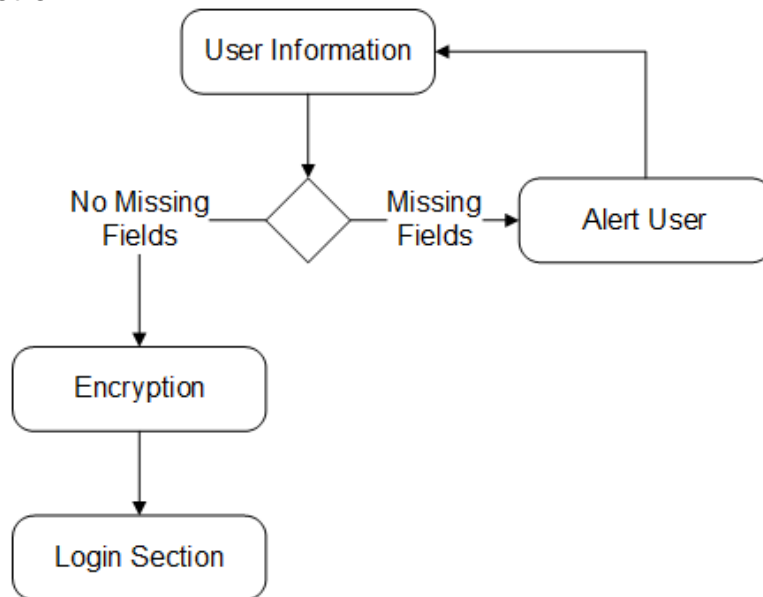 User Information
No Missing
Fields
Missing
Fields
Alert User
Encryption
Login Section